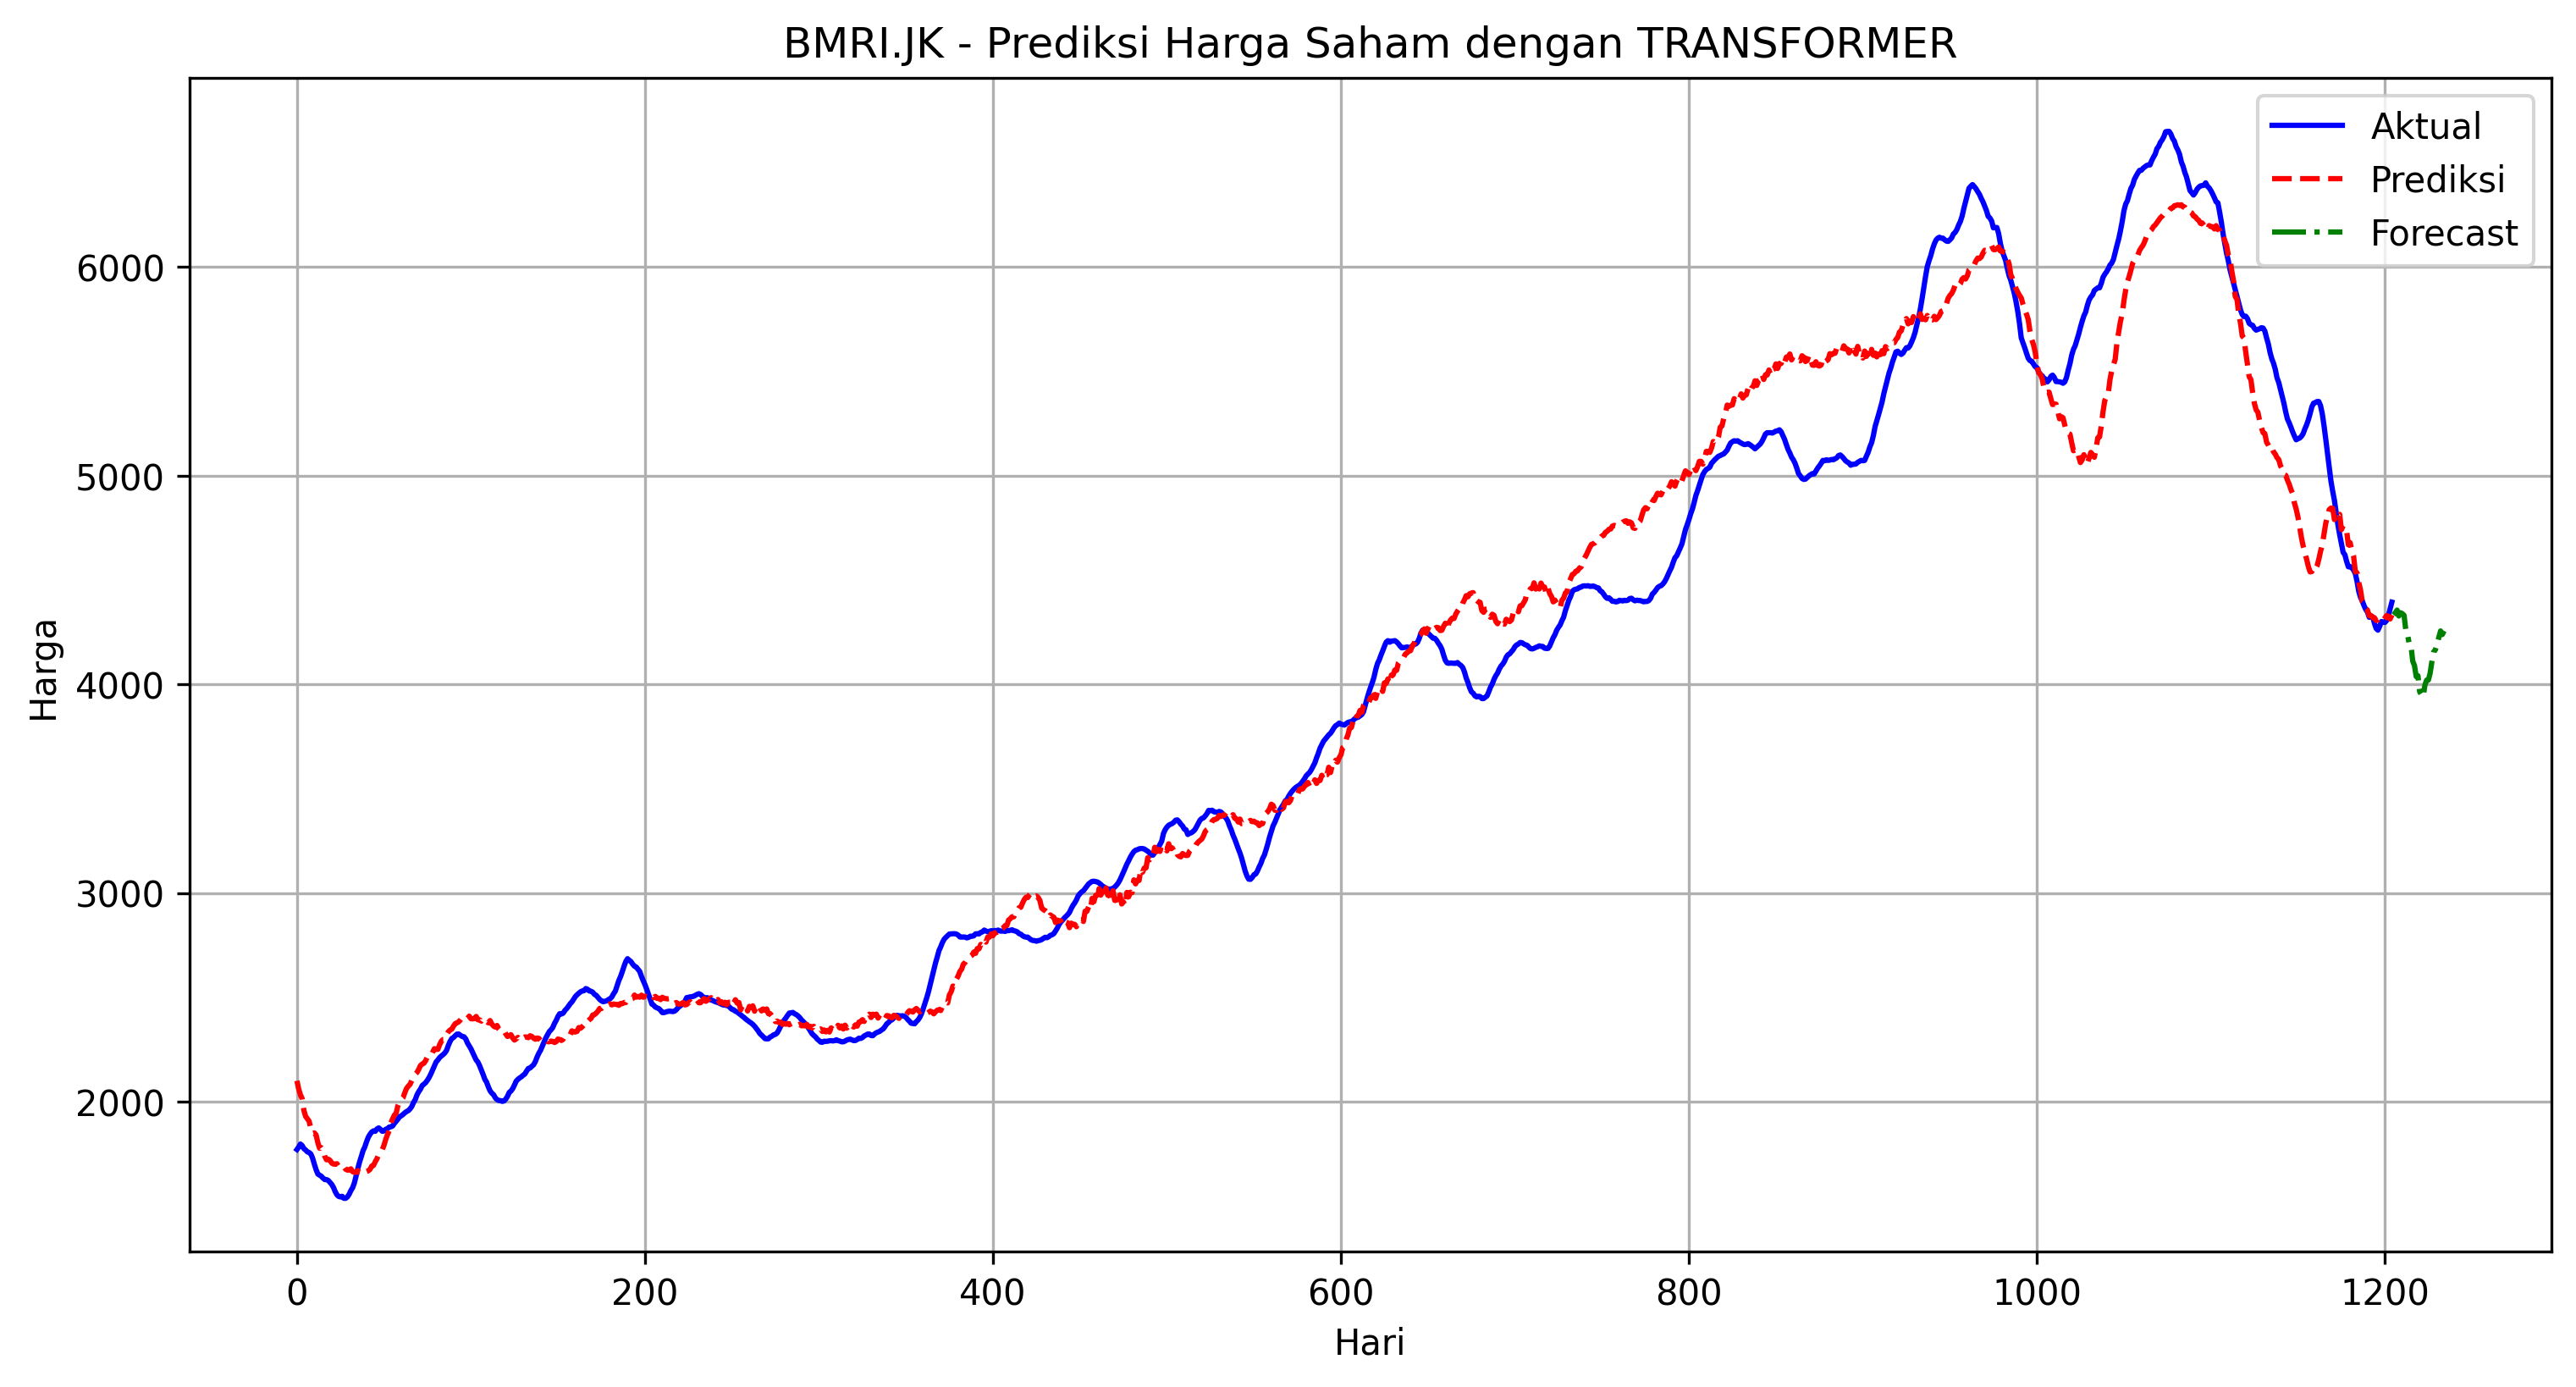 BMRI.JK - Prediksi Harga Saham dengan TRANSFORMER
Aktual
Prediksi
Forecast
6000
5000
4000
3000
2000
Harga
0 200 400 600 800 1000 1200
Hari